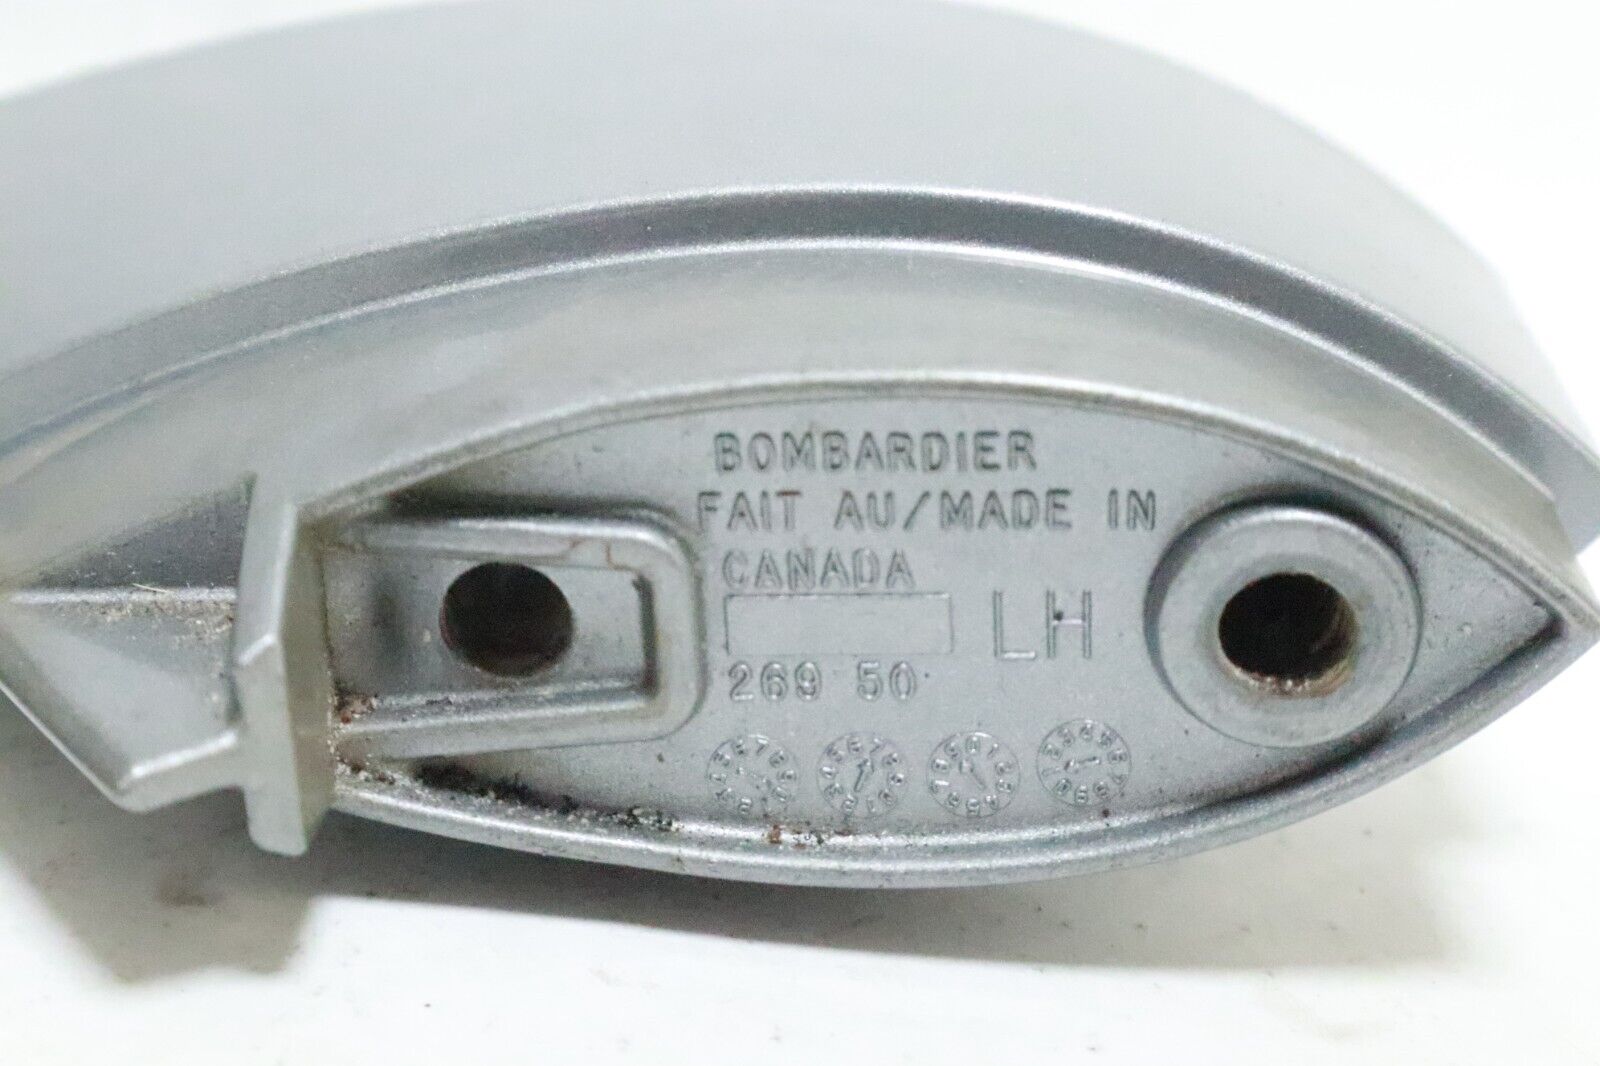 BOMBARDIER
FAIT AU/MADE IN
CANADA
LH
269 50